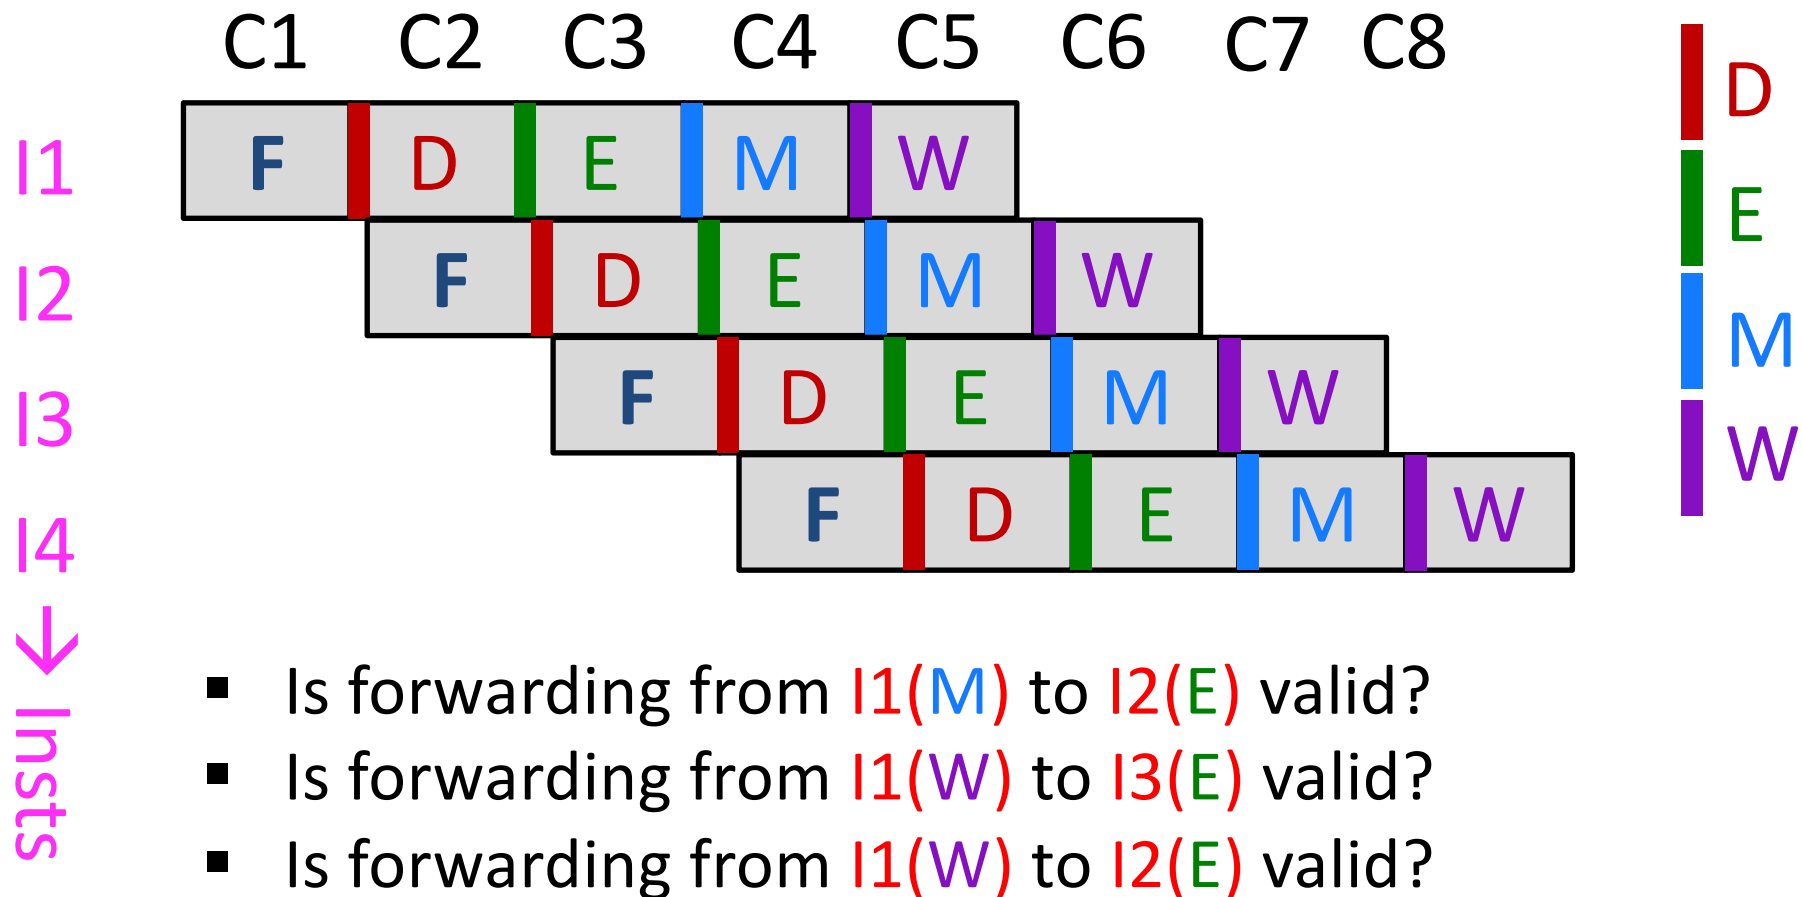 C1 C2 C3 C4 C5 C6 C7 C8
I1 F D E M W
I2 F D E M W
I3 F D E M W
I4 F D E M W
← Insts
D
E
M
W
▪ Is forwarding from I1(M) to I2(E) valid?
▪ Is forwarding from I1(W) to I3(E) valid?
▪ Is forwarding from I1(W) to I2(E) valid?